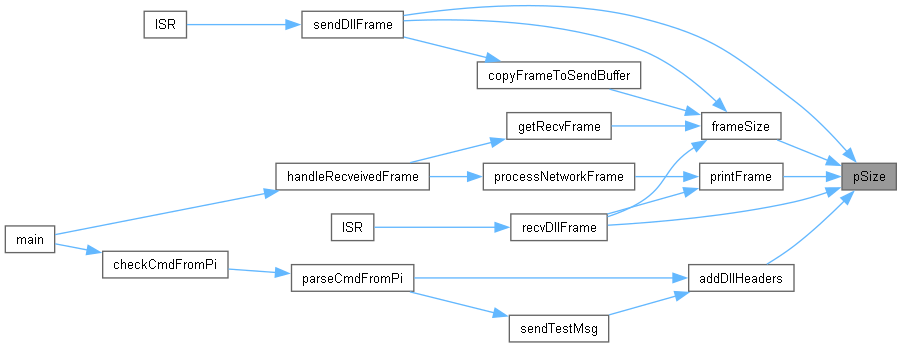 ISR
sendDllFrame
copyFrameToSendBuffer
getRecvFrame
frameSize
handleRecveivedFrame
processNetworkFrame
printFrame
pSize
ISR
recvDllFrame
main
checkCmdFromPi
parseCmdFromPi
addDllHeaders
sendTestMsg